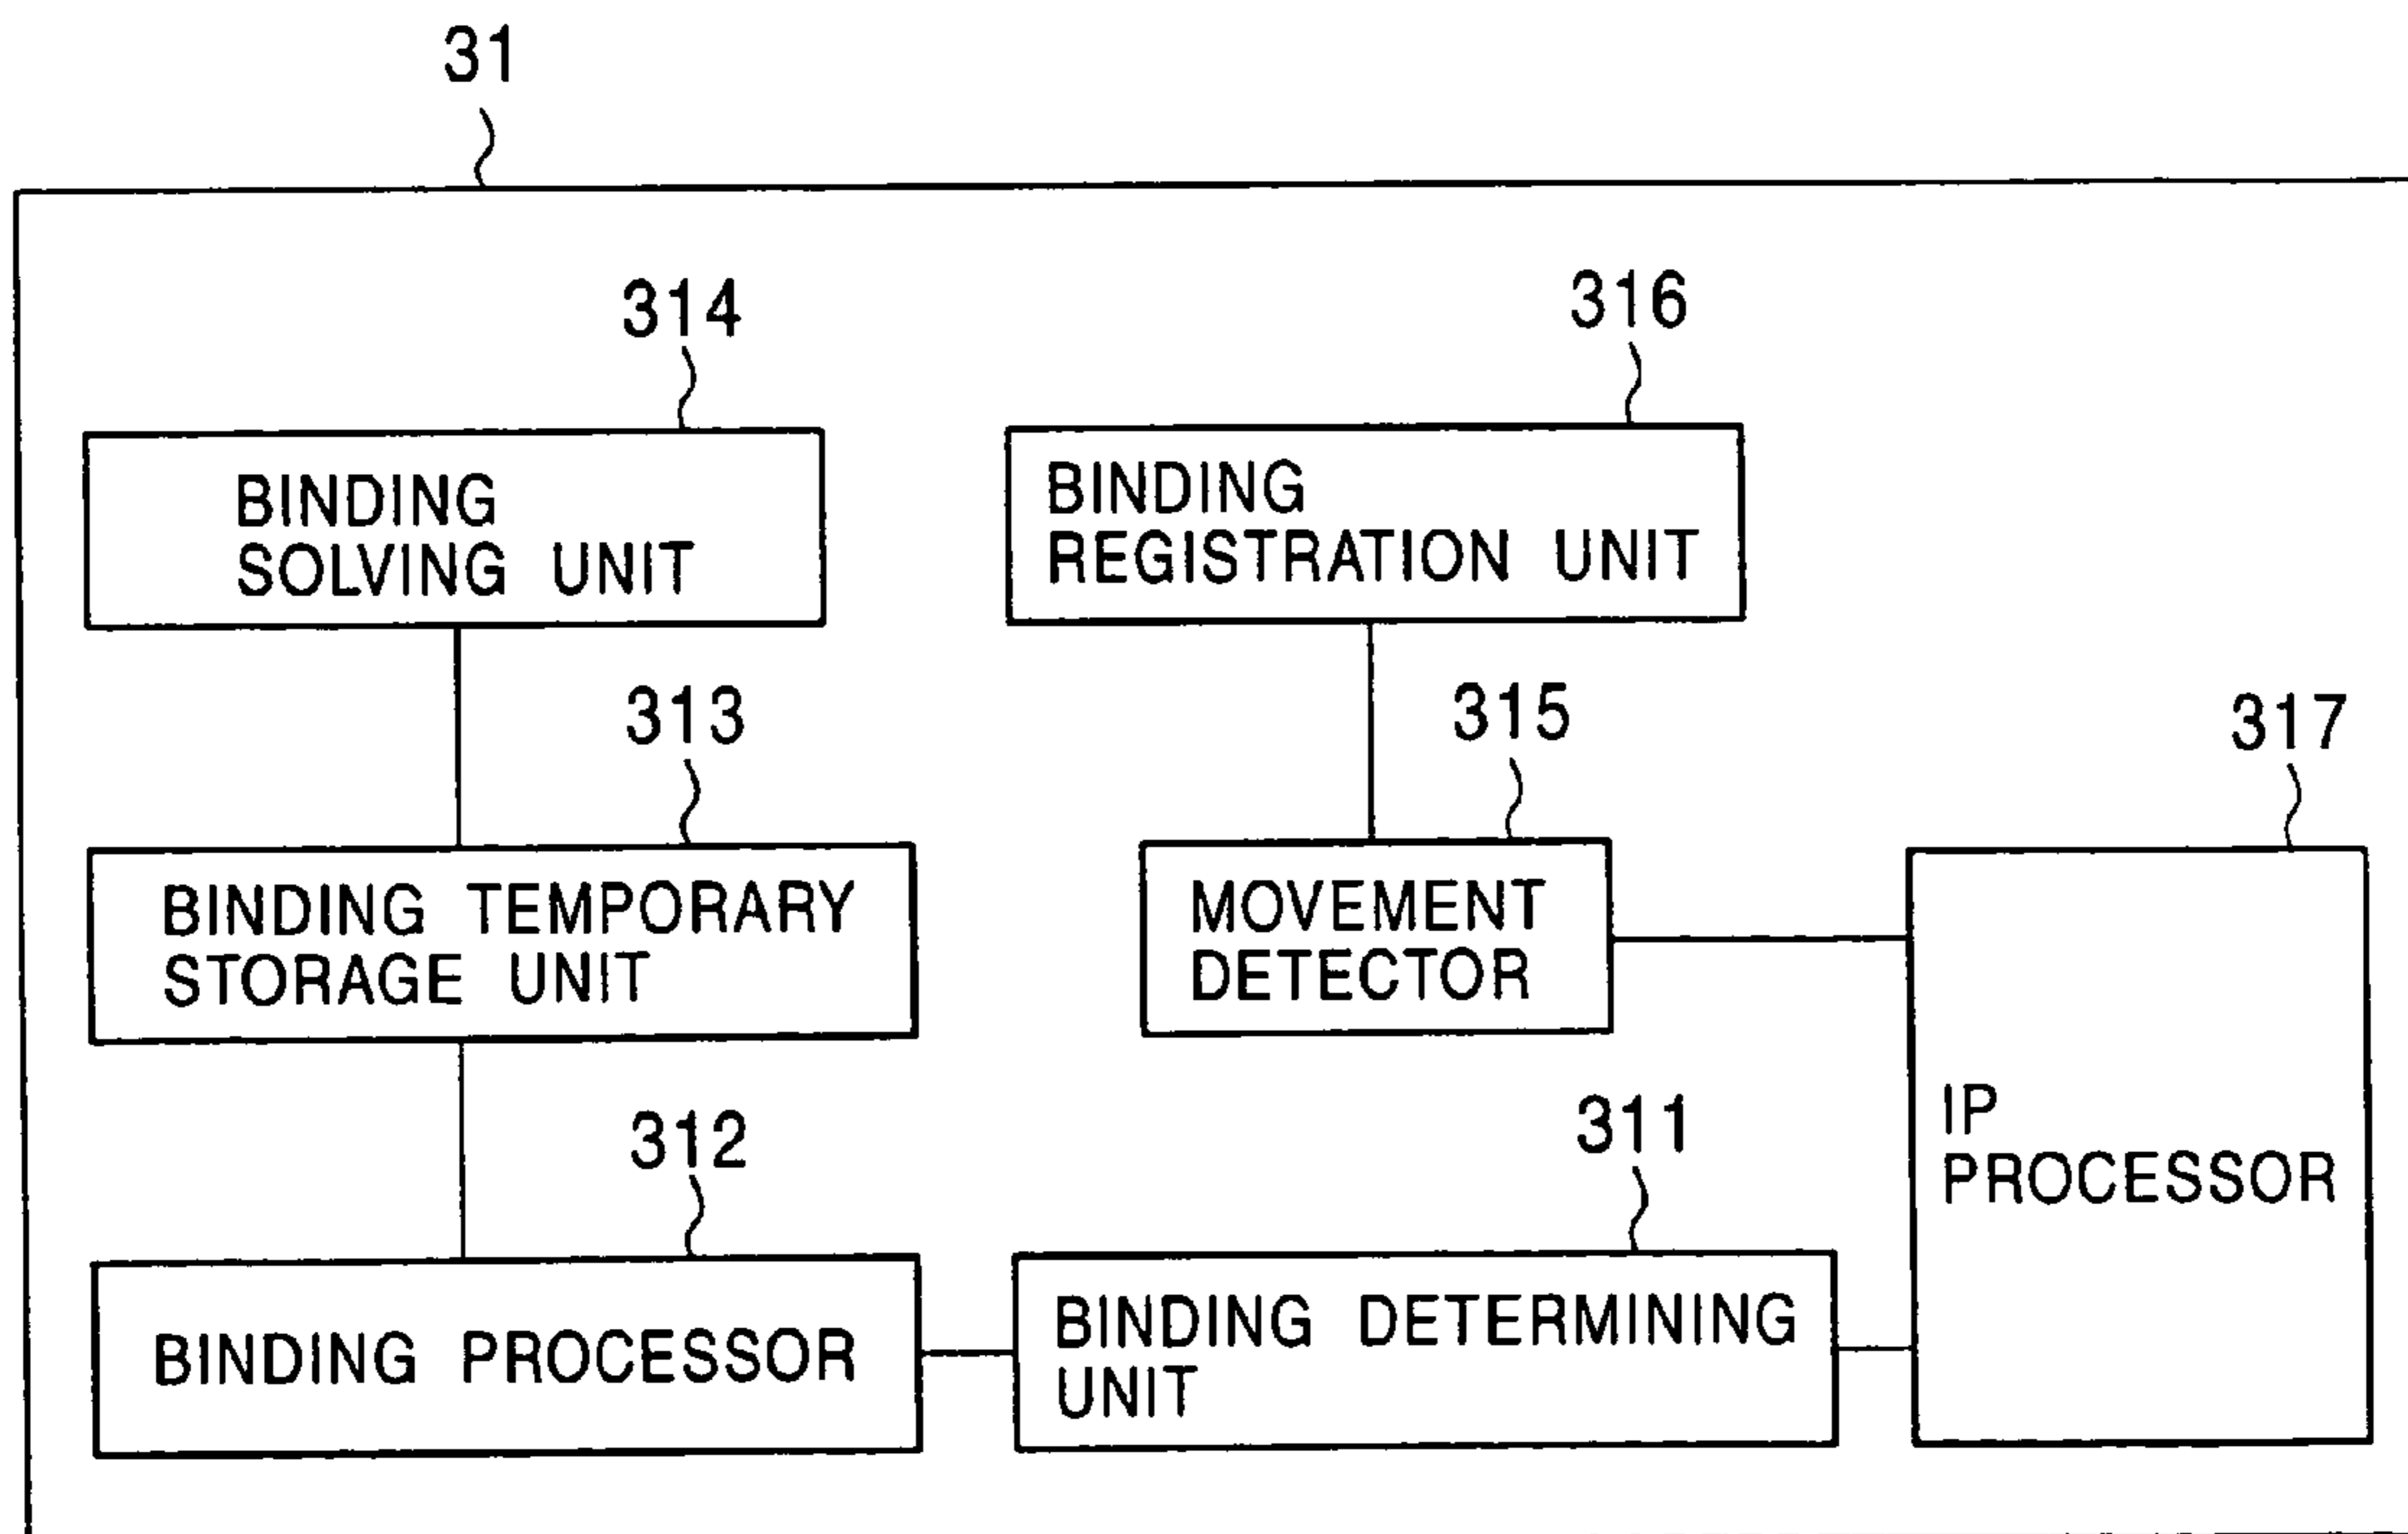 31
314
316
BINDING
SOLVING UNIT
BINDING
REGISTRATION UNIT
313
315
317
BINDING TEMPORARY
STORAGE UNIT
MOVEMENT
DETECTOR
IP
PROCESSOR
312
311
BINDING PROCESSOR
BINDING DETERMINING
UNIT